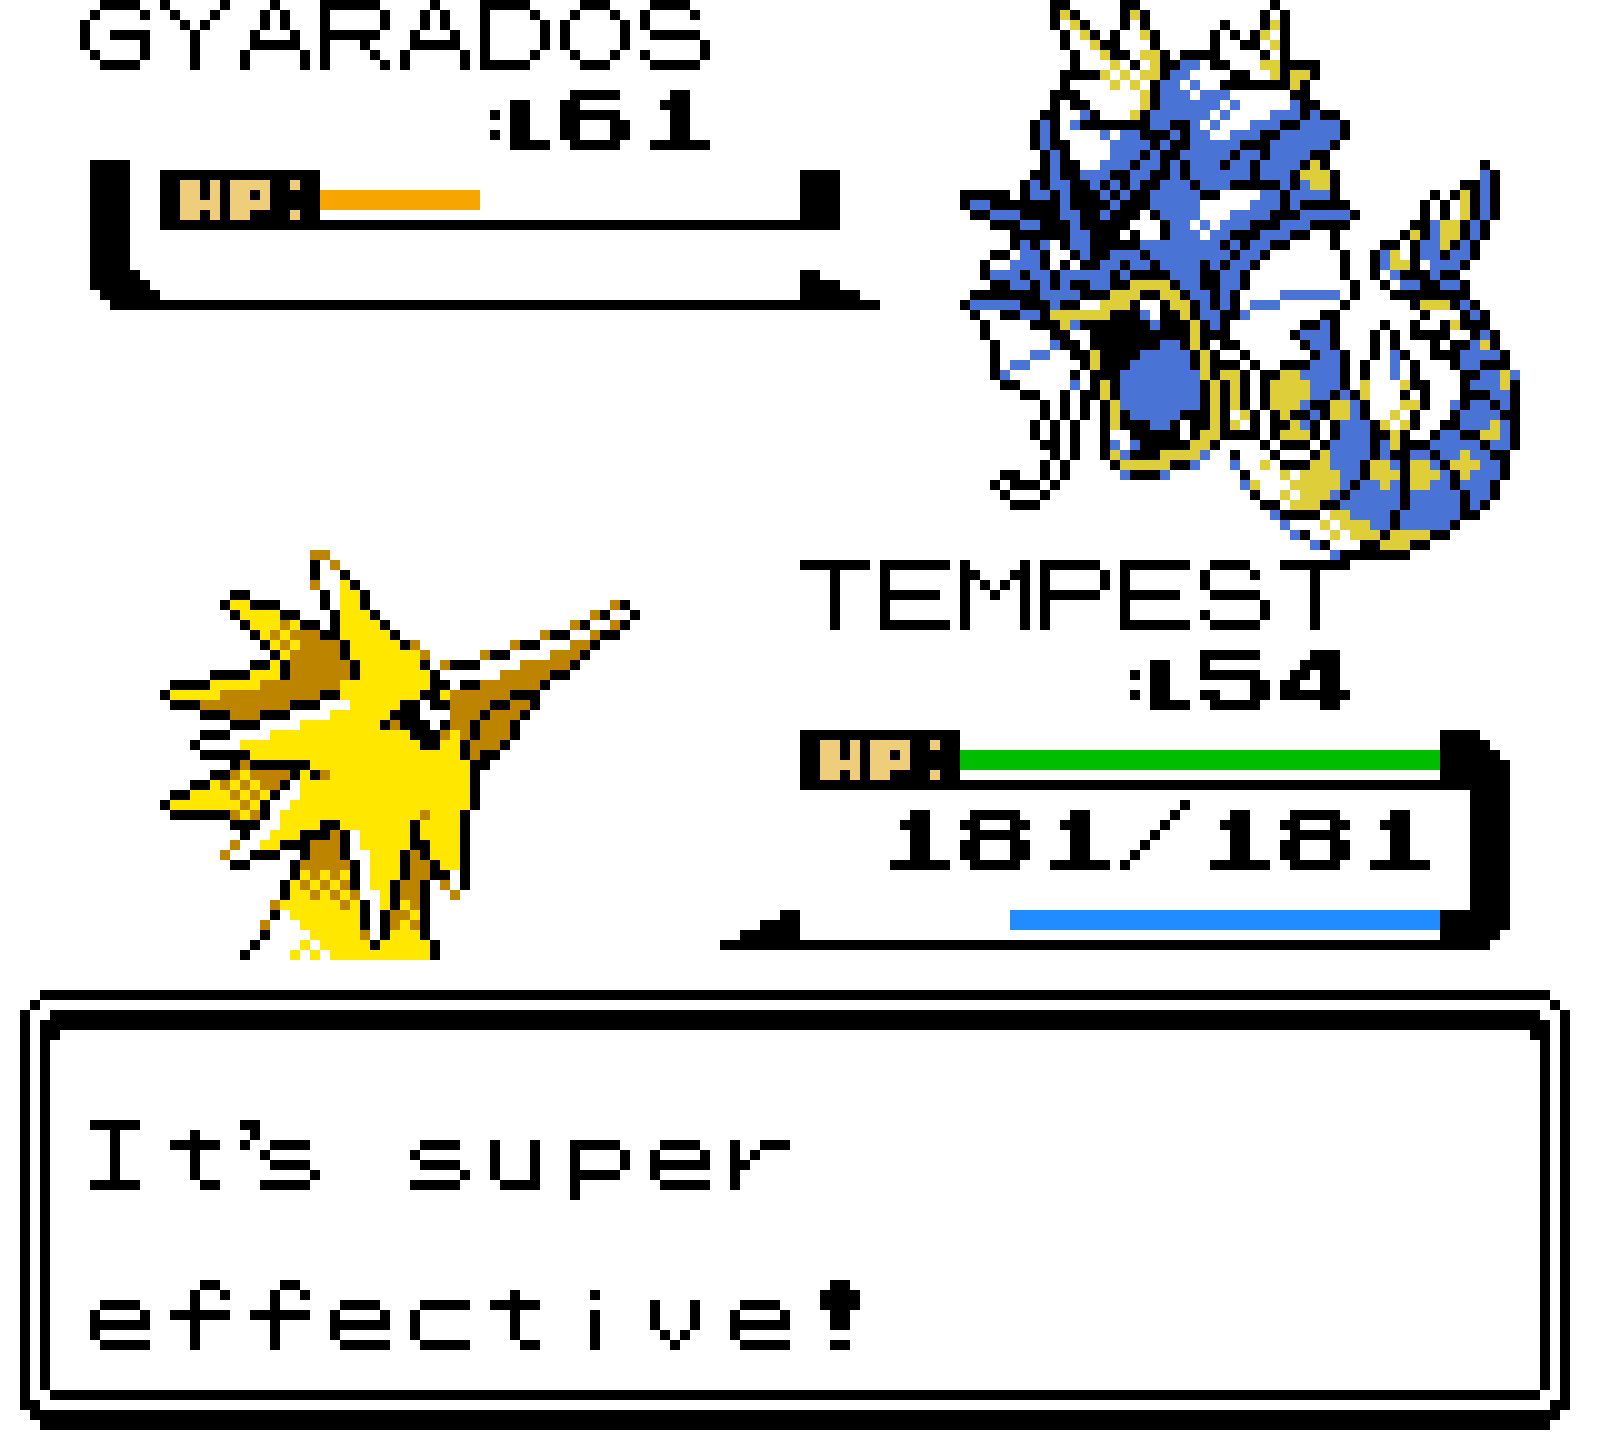 GYARADOS
:L61
HP:
TEMPEST
:L54
HP:
181/181
It's super
effective!